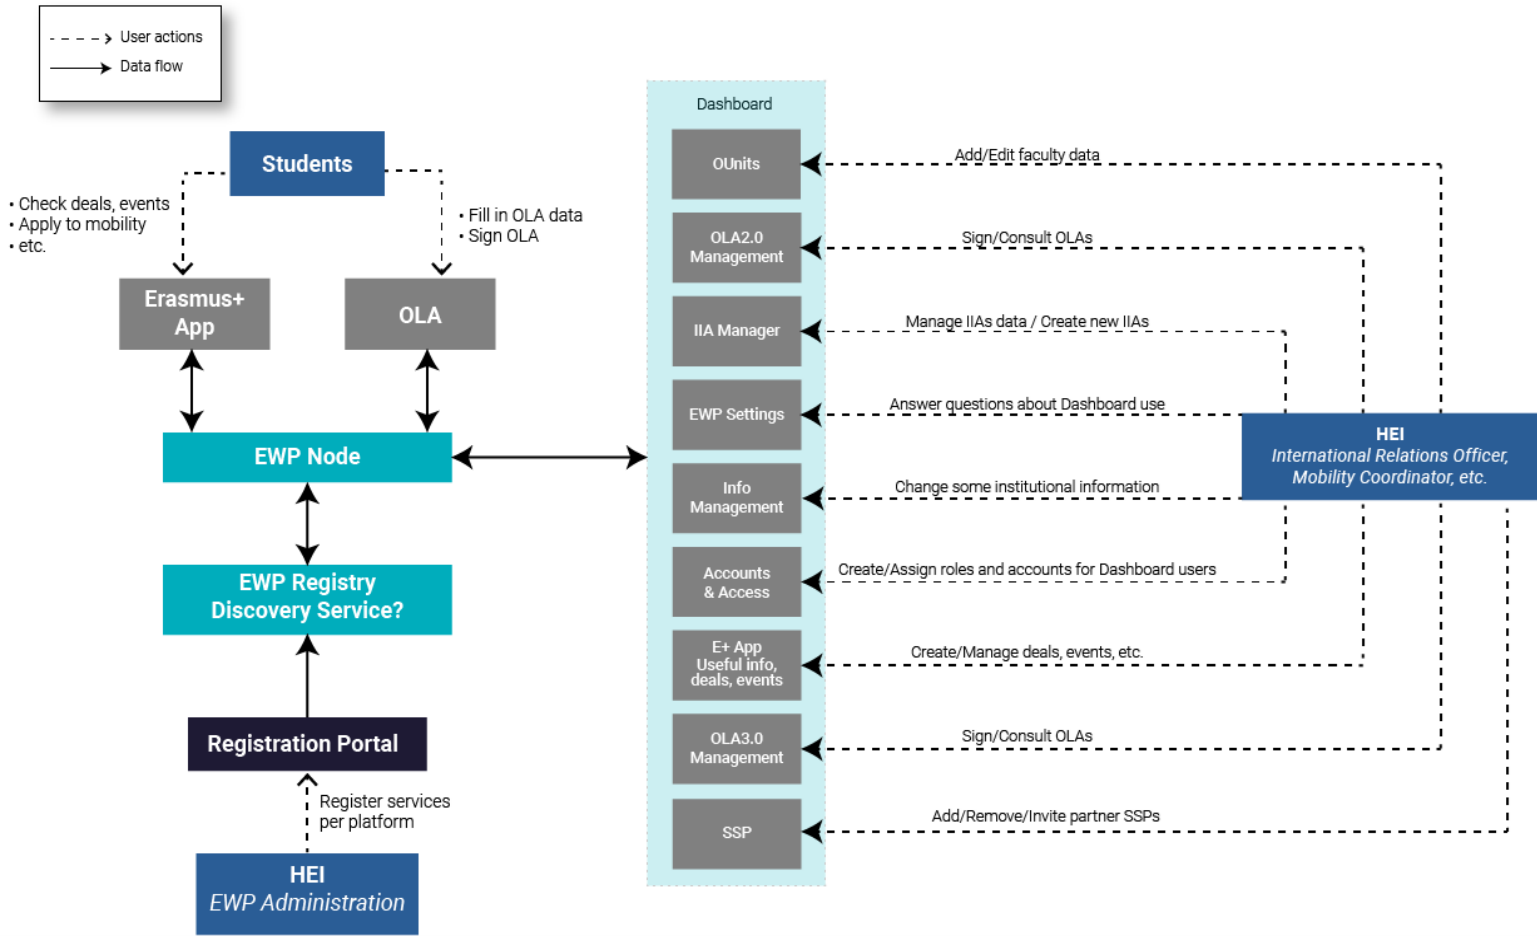 User actions
Data flow
Students
• Check deals, events
• Apply to mobility
• etc.
• Fill in OLA data
• Sign OLA
Erasmus+
App
OLA
EWP Node
EWP Registry
Discovery Service?
Registration Portal
Register services
per platform
HEI
EWP Administration
Dashboard
OUnits
Add/Edit faculty data
OLA2.0
Management
Sign/Consult OLAs
IIA Manager
Manage IIAs data / Create new IIAs
EWP Settings
Answer questions about Dashboard use
Info
Management
Change some institutional information
Accounts
& Access
Create/Assign roles and accounts for Dashboard users
E+ App
Useful info,
deals, events
Create/Manage deals, events, etc.
OLA3.0
Management
Sign/Consult OLAs
SSP
Add/Remove/Invite partner SSPs
HEI
International Relations Officer,
Mobility Coordinator, etc.